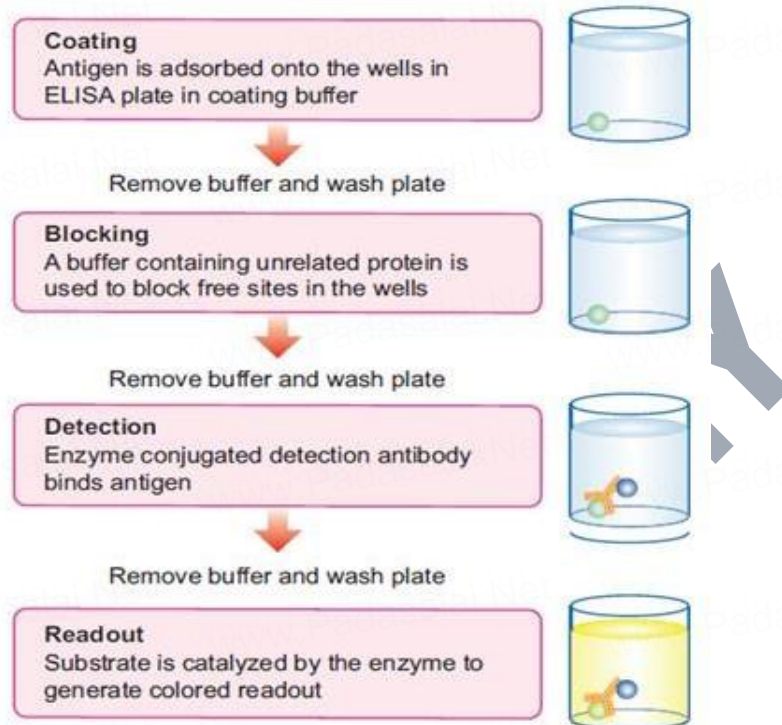 Coating
Antigen is adsorbed onto the wells in
ELISA plate in coating buffer
Remove buffer and wash plate
Blocking
A buffer containing unrelated protein is
used to block free sites in the wells
Remove buffer and wash plate
Detection
Enzyme conjugated detection antibody
binds antigen
Remove buffer and wash plate
Readout
Substrate is catalyzed by the enzyme to
generate colored readout